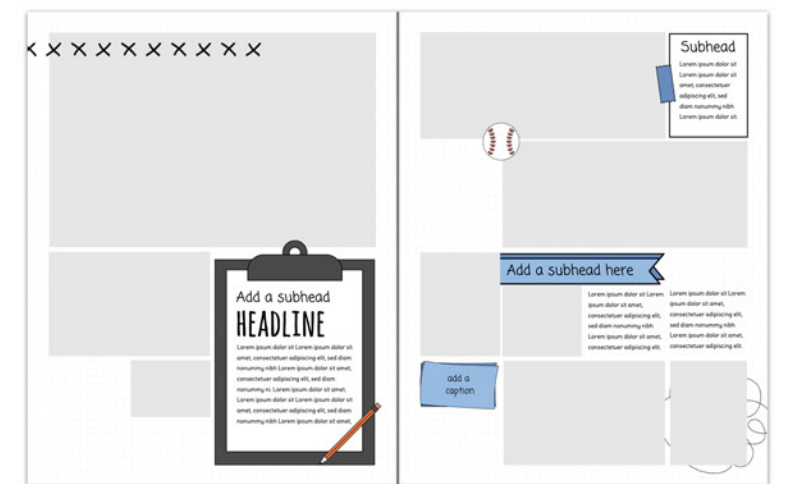 Add a subhead
HEADLINE
Lorem ipsum dolor sit Lorem ipsum dolor sit
amet, consectetuer adipiscing elit, sed diam
nonummy nibh Lorem ipsum dolor sit amet,
consectetuer adipiscing elit, sed diam
nonummy ni. Lorem ipsum dolor sit amet.
Lorem ipsum dolor sit Lorem ipsum dolor sit
amet, consectetuer adipiscing elit, sed diam
nonummy nibh Lorem ipsum dolor sit amet,
Subhead
Lorem ipsum dolor sit
Lorem ipsum dolor sit
amet, consectetuer
adipiscing elit, sed
diam nonummy nibh
Lorem ipsum dolor sit
Add a subhead here
Lorem ipsum dolor sit Lorem
ipsum dolor sit amet,
consectetuer adipiscing elit,
sed diam nonummy nibh
Lorem ipsum dolor sit amet,
consectetuer adipiscing elit.
Lorem ipsum dolor sit Lorem
ipsum dolor sit amet,
consectetuer adipiscing elit,
sed diam nonummy nibh
Lorem ipsum dolor sit amet,
consectetuer adipiscing elit.
add a
caption